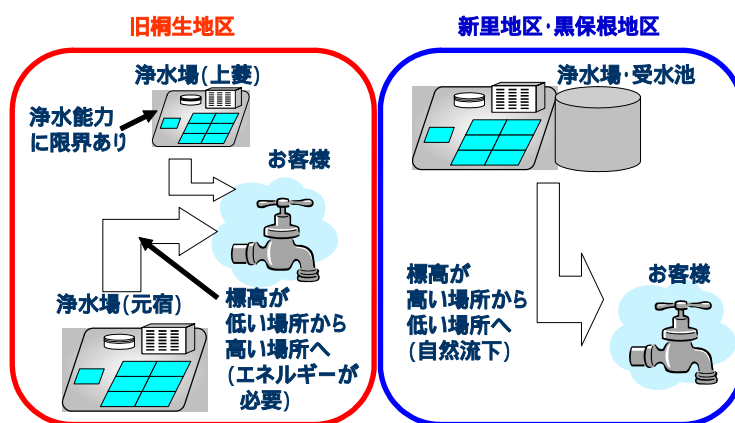 旧桐生地区
浄水場(上菱)
浄水能力
に限界あり
お客様
浄水場(元宿)
標高が
低い場所から
高い場所へ
(エネルギーが
必要)
新里地区・黒保根地区
浄水場・受水池
標高が
高い場所から
低い場所へ
(自然流下)
お客様